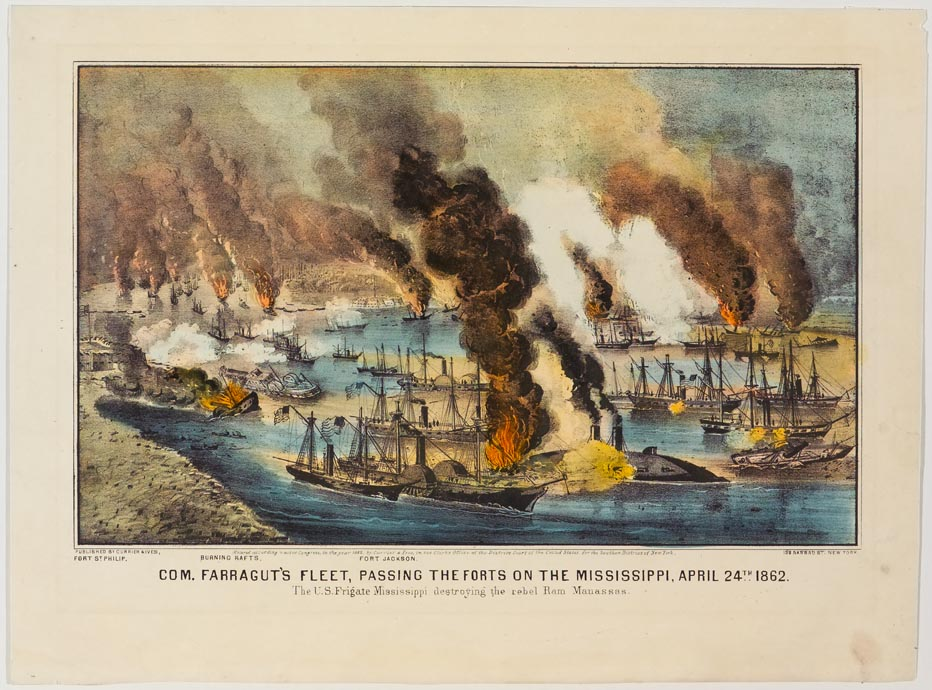 PUBLISHED BY CURRIER & IVES,
Entered according to act of Congress, in the year 1862, by Currier & Ives, in the Clerk's Office of the District Court of the United States, for the Southern District of New York.
152 NASSAU ST. NEW YORK
FORT ST PHILIP. BURNING RAFTS. FORT JACKSON.
COM. FARRAGUT'S FLEET, PASSING THE FORTS ON THE MISSISSIPPI, APRIL 24TH 1862.
The U.S. Frigate Mississippi destroying the rebel Ram Manassas.